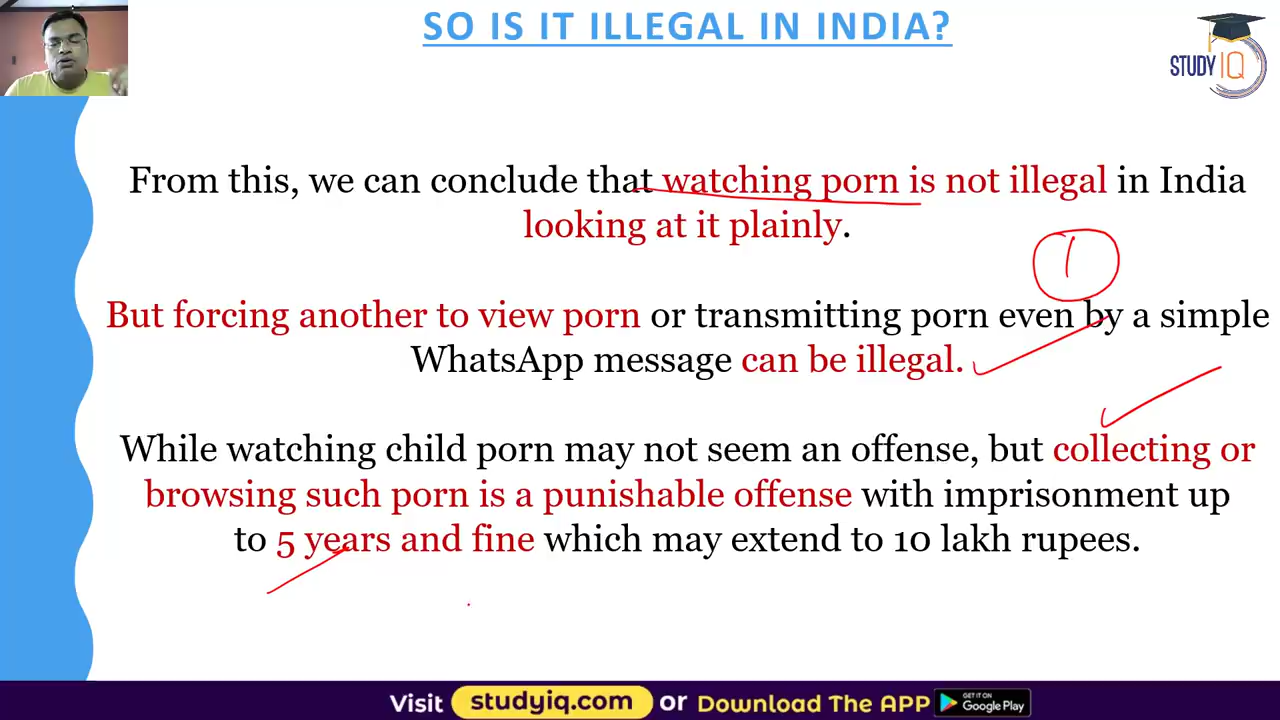 SO IS IT ILLEGAL IN INDIA?
STUDY IQ
From this, we can conclude that watching porn is not illegal in India
looking at it plainly.
1
But forcing another to view porn or transmitting porn even by a simple
WhatsApp message can be illegal.
While watching child porn may not seem an offense, but collecting or
browsing such porn is a punishable offense with imprisonment up
to 5 years and fine which may extend to 10 lakh rupees.
Visit studyiq.com or Download The APP GET IT ON Google Play